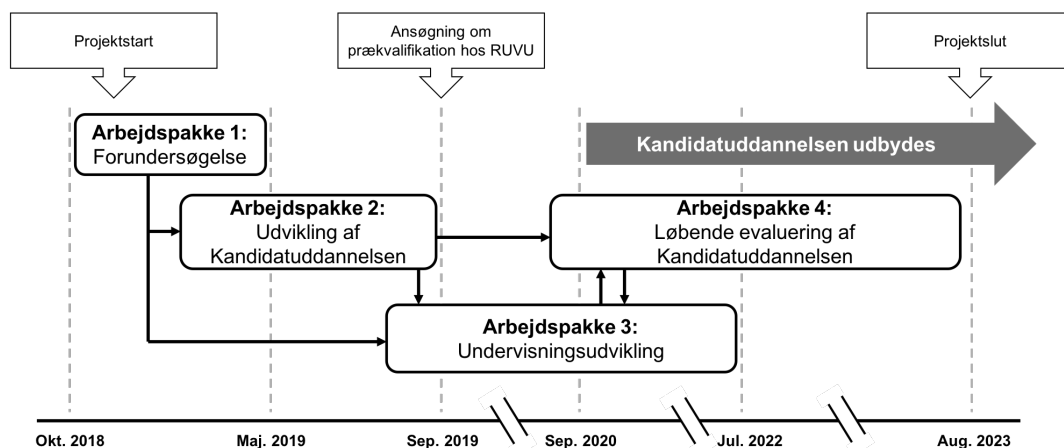 Projektstart
Ansøgning om
prækvalifikation hos RUVU
Projektslut
Arbejdspakke 1:
Forundersøgelse
Kandidatuddannelsen udbydes
Arbejdspakke 2:
Udvikling af
Kandidatuddannelsen
Arbejdspakke 4:
Løbende evaluering af
Kandidatuddannelsen
Arbejdspakke 3:
Undervisningsudvikling
Okt. 2018
Maj. 2019
Sep. 2019
Sep. 2020
Jul. 2022
Aug. 2023